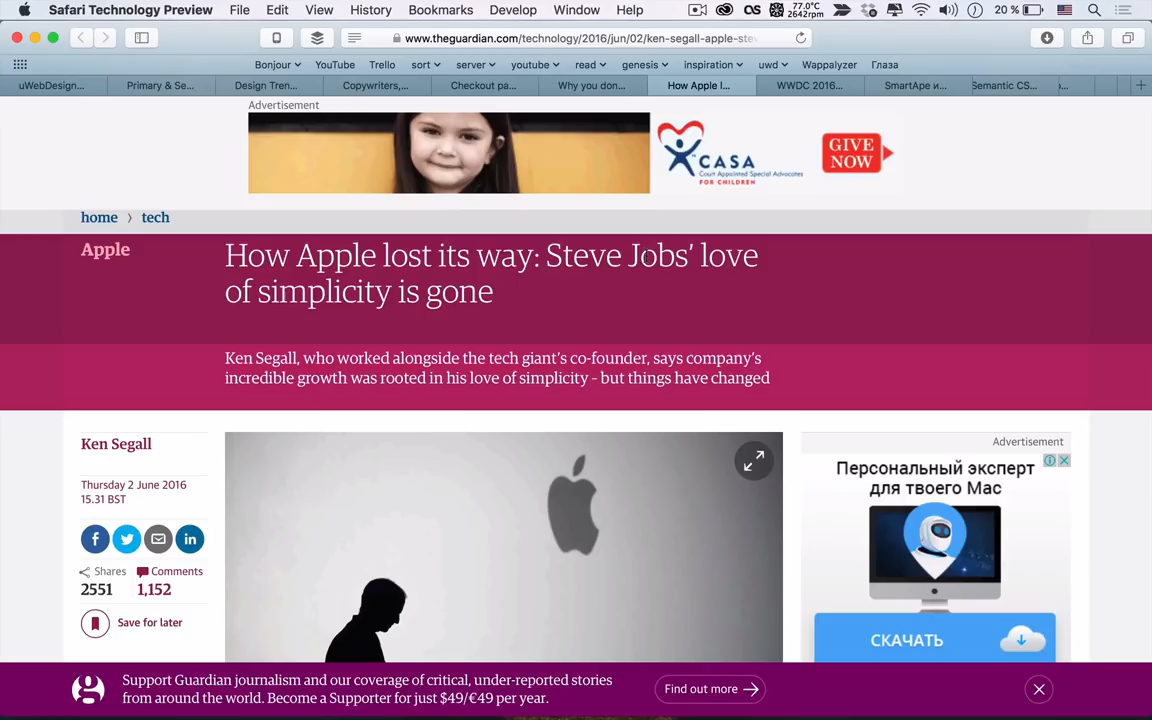 Safari Technology Preview File Edit View History Bookmarks Develop Window Help 77.0°C 2642rpm 20 %
www.theguardian.com/technology/2016/jun/02/ken-segall-apple-ste
Bonjour YouTube Trello sort server youtube read genesis inspiration uwd Wappalyzer Глаза
uWebDesign... Primary & Se... Design Tren... Copywriters,... Checkout pa... Why you don... How Apple l... WWDC 2016... SmartApe и... Semantic CS...
Advertisement
CASA
Court Appointed Special Advocates
FOR CHILDREN
GIVE
NOW
home › tech
Apple
How Apple lost its way: Steve Jobs’ love
of simplicity is gone
Ken Segall, who worked alongside the tech giant’s co-founder, says company’s
incredible growth was rooted in his love of simplicity – but things have changed
Ken Segall
Thursday 2 June 2016
15.31 BST
Shares Comments
2551 1,152
Save for later
Advertisement
Персональный эксперт
для твоего Mac
СКАЧАТЬ
Support Guardian journalism and our coverage of critical, under-reported stories
from around the world. Become a Supporter for just $49/€49 per year.
Find out more